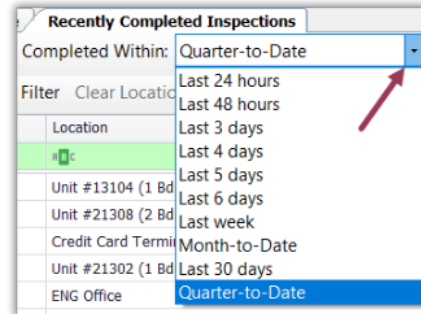 Recently Completed Inspections
Completed Within: Quarter-to-Date
Last 24 hours
Last 48 hours
Last 3 days
Last 4 days
Last 5 days
Last 6 days
Last week
Month-to-Date
Last 30 days
Quarter-to-Date
Filter Clear Locatio
Location
ABC
Unit #13104 (1 Bd
Unit #21308 (2 Bd
Credit Card Termi
Unit #21302 (1 Bd
ENG Office